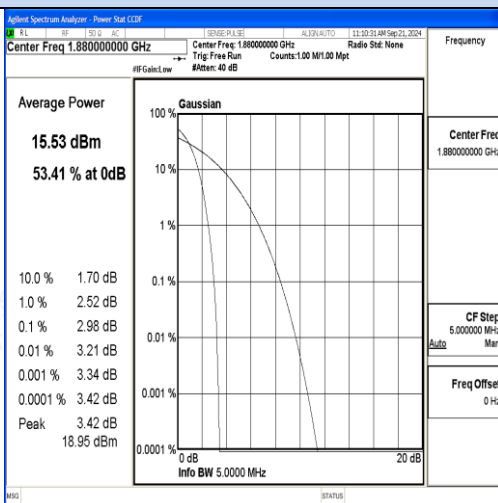 Agilent Spectrum Analyzer - Power Stat CCDF
RL RF 50 Ω AC SENSE:PULSE ALIGNAUTO 11:10:31 AM Sep 21, 2024
Center Freq 1.880000000 GHz
Center Freq: 1.880000000 GHz Radio Std: None
Trig: Free Run Counts:1.00 M/1.00 Mpt
#IFGain:Low #Atten: 40 dB
Frequency
Average Power
15.53 dBm
53.41 % at 0dB
10.0 % 1.70 dB
1.0 % 2.52 dB
0.1 % 2.98 dB
0.01 % 3.21 dB
0.001 % 3.34 dB
0.0001 % 3.42 dB
Peak 3.42 dB
18.95 dBm
Gaussian
100 %
10 %
1 %
0.1 %
0.01 %
0.001 %
0.0001 %
0 dB 20 dB
Info BW 5.0000 MHz
Center Freq
1.880000000 GHz
CF Step
5.000000 MHz
Auto Man
Freq Offset
0 Hz
MSG STATUS